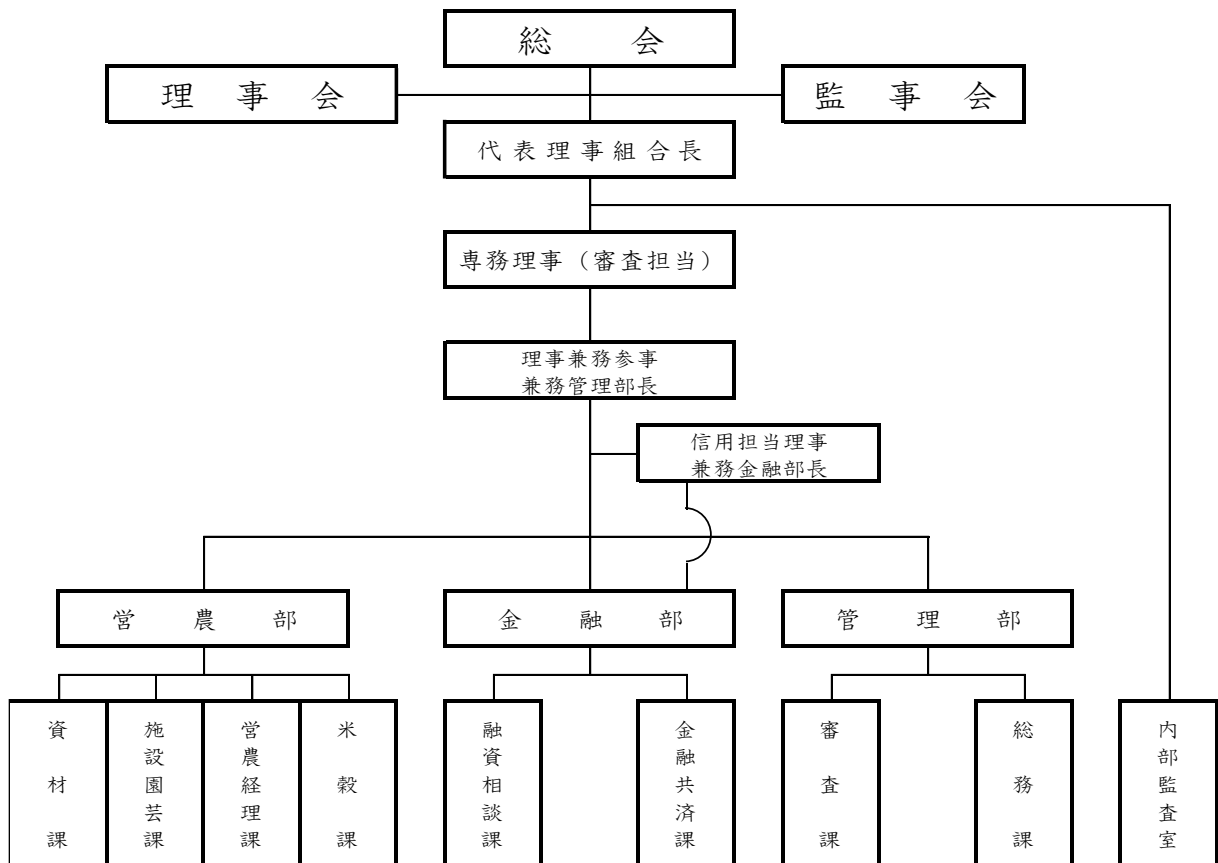 総会
理事会
監事会
代表理事組合長
専務理事（審査担当）
理事兼務参事
兼務管理部長
信用担当理事
兼務金融部長
営農部
金融部
管理部
資材課
施設園芸課
営農経理課
米穀課
融資相談課
金融共済課
審査課
総務課
内部監査室